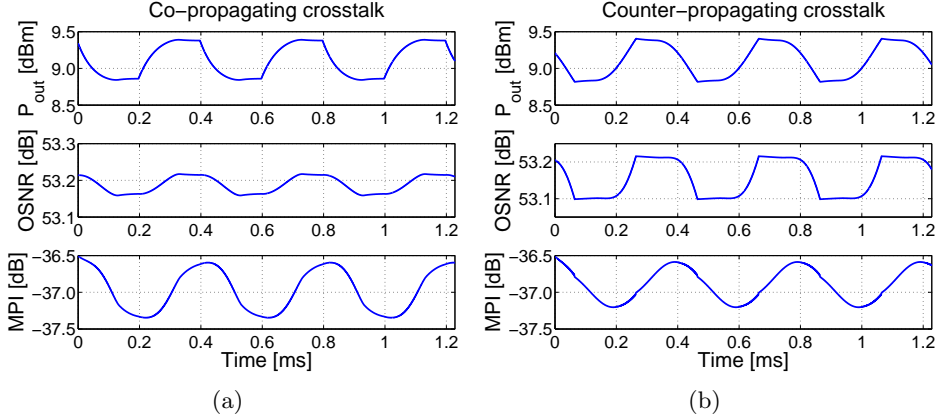 Co−propagating crosstalk
P_out [dBm]
9.5
9.0
8.5
0 0.2 0.4 0.6 0.8 1 1.2
OSNR [dB]
53.3
53.2
53.1
0 0.2 0.4 0.6 0.8 1 1.2
MPI [dB]
−36.5
−37.0
−37.5
0 0.2 0.4 0.6 0.8 1 1.2
Time [ms]
(a)
Counter−propagating crosstalk
P_out [dBm]
9.5
9.0
8.5
0 0.2 0.4 0.6 0.8 1 1.2
OSNR [dB]
53.2
53.1
0 0.2 0.4 0.6 0.8 1 1.2
MPI [dB]
−36.5
−37.0
−37.5
0 0.2 0.4 0.6 0.8 1 1.2
Time [ms]
(b)